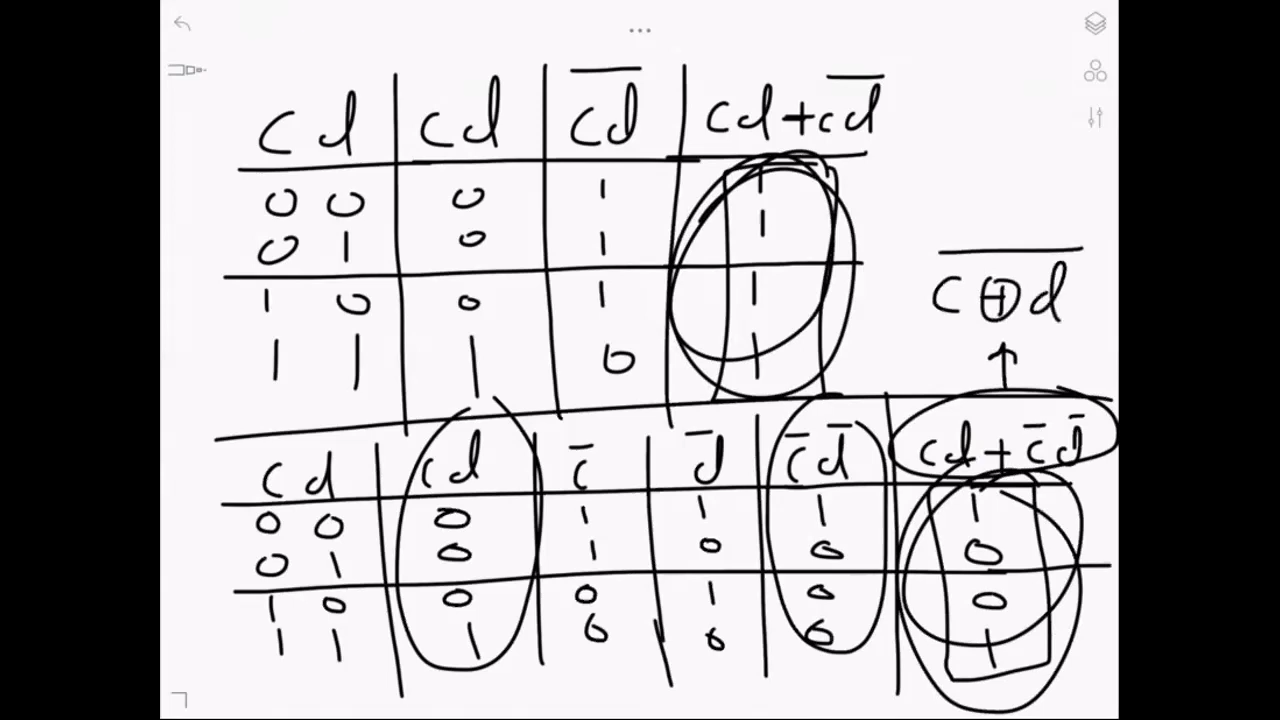 c d cd c̅d̅ cd+c̅d̅
0 0 0 1 1
0 1 0 1 1
1 0 0 1 1
1 1 1 0 1
c̅ ̅⊕̅ ̅d̅
↑
c d cd c̅ d̅ c̅ d̅ cd+c̅ d̅
0 0 0 1 1 1 1
0 1 0 1 0 0 0
1 0 0 0 1 0 0
1 1 1 0 0 0 1